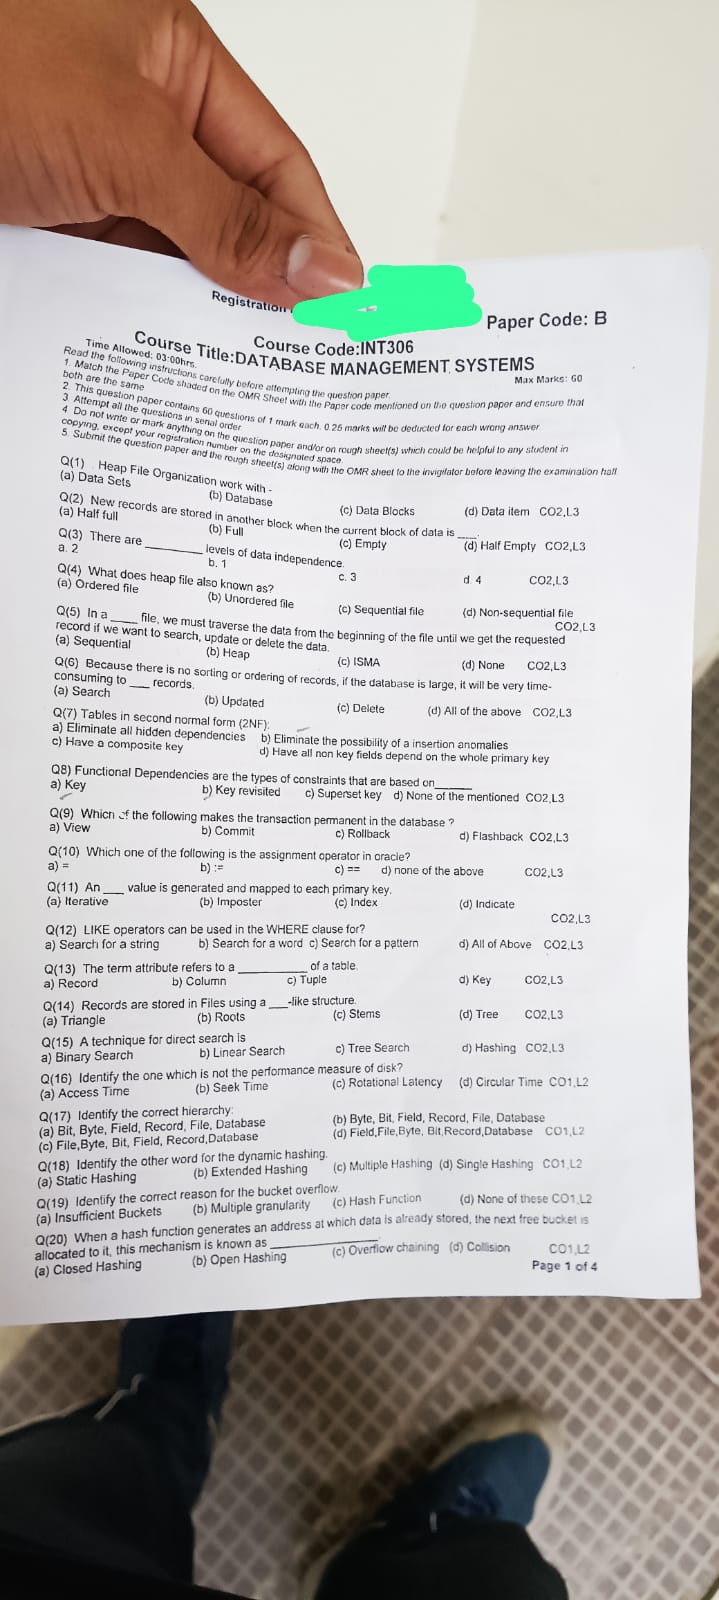 Registration
Paper Code: B
Course Code:INT306
Course Title:DATABASE MANAGEMENT SYSTEMS
Time Allowed: 03:00hrs.
Max Marks: 60
Read the following instructions carefully before attempting the question paper.
1. Match the Paper Code shaded on the OMR Sheet with the Paper code mentioned on the question paper and ensure that
both are the same
2. This question paper contains 60 questions of 1 mark each. 0.25 marks will be deducted for each wrong answer
3 Attempt all the questions in serial order
4 Do not write or mark anything on the question paper and/or on rough sheet(s) which could be helpful to any student in
copying, except your registration number on the designated space.
5. Submit the question paper and the rough sheet(s) along with the OMR sheet to the invigilator before leaving the examination hall
Q(1) . Heap File Organization work with -
(a) Data Sets (b) Database (c) Data Blocks (d) Data item CO2,L3
Q(2) New records are stored in another block when the current block of data is ____.
(a) Half full (b) Full (c) Empty (d) Half Empty CO2,L3
Q(3) There are ________ levels of data independence.
a. 2 b. 1 c. 3 d. 4 CO2,L3
Q(4) What does heap file also known as?
(a) Ordered file (b) Unordered file (c) Sequential file (d) Non-sequential file
CO2,L3
Q(5) In a ____ file, we must traverse the data from the beginning of the file until we get the requested
record if we want to search, update or delete the data.
(a) Sequential (b) Heap (c) ISMA (d) None CO2,L3
Q(6) Because there is no sorting or ordering of records, if the database is large, it will be very time-
consuming to ___ records.
(a) Search (b) Updated (c) Delete (d) All of the above CO2,L3
Q(7) Tables in second normal form (2NF):
a) Eliminate all hidden dependencies b) Eliminate the possibility of a insertion anomalies
c) Have a composite key d) Have all non key fields depend on the whole primary key
Q8) Functional Dependencies are the types of constraints that are based on______
a) Key b) Key revisited c) Superset key d) None of the mentioned CO2,L3
Q(9) Which of the following makes the transaction permanent in the database ?
a) View b) Commit c) Rollback d) Flashback CO2,L3
Q(10) Which one of the following is the assignment operator in oracle?
a) = b) := c) == d) none of the above CO2,L3
Q(11) An ___ value is generated and mapped to each primary key.
(a) Iterative (b) Imposter (c) Index (d) Indicate
CO2,L3
Q(12) LIKE operators can be used in the WHERE clause for?
a) Search for a string b) Search for a word c) Search for a pattern d) All of Above CO2,L3
Q(13) The term attribute refers to a __________ of a table.
a) Record b) Column c) Tuple d) Key CO2,L3
Q(14) Records are stored in Files using a ___-like structure.
(a) Triangle (b) Roots (c) Stems (d) Tree CO2,L3
Q(15) A technique for direct search is
a) Binary Search b) Linear Search c) Tree Search d) Hashing CO2,L3
Q(16) Identify the one which is not the performance measure of disk?
(a) Access Time (b) Seek Time (c) Rotational Latency (d) Circular Time CO1,L2
Q(17) Identify the correct hierarchy:
(a) Bit, Byte, Field, Record, File, Database (b) Byte, Bit, Field, Record, File, Database
(c) File,Byte, Bit, Field, Record,Database (d) Field,File,Byte, Bit,Record,Database CO1,L2
Q(18) Identify the other word for the dynamic hashing.
(a) Static Hashing (b) Extended Hashing (c) Multiple Hashing (d) Single Hashing CO1,L2
Q(19) Identify the correct reason for the bucket overflow.
(a) Insufficient Buckets (b) Multiple granularity (c) Hash Function (d) None of these CO1,L2
Q(20) When a hash function generates an address at which data is already stored, the next free bucket is
allocated to it, this mechanism is known as ________________.
(a) Closed Hashing (b) Open Hashing (c) Overflow chaining (d) Collision CO1,L2
Page 1 of 4